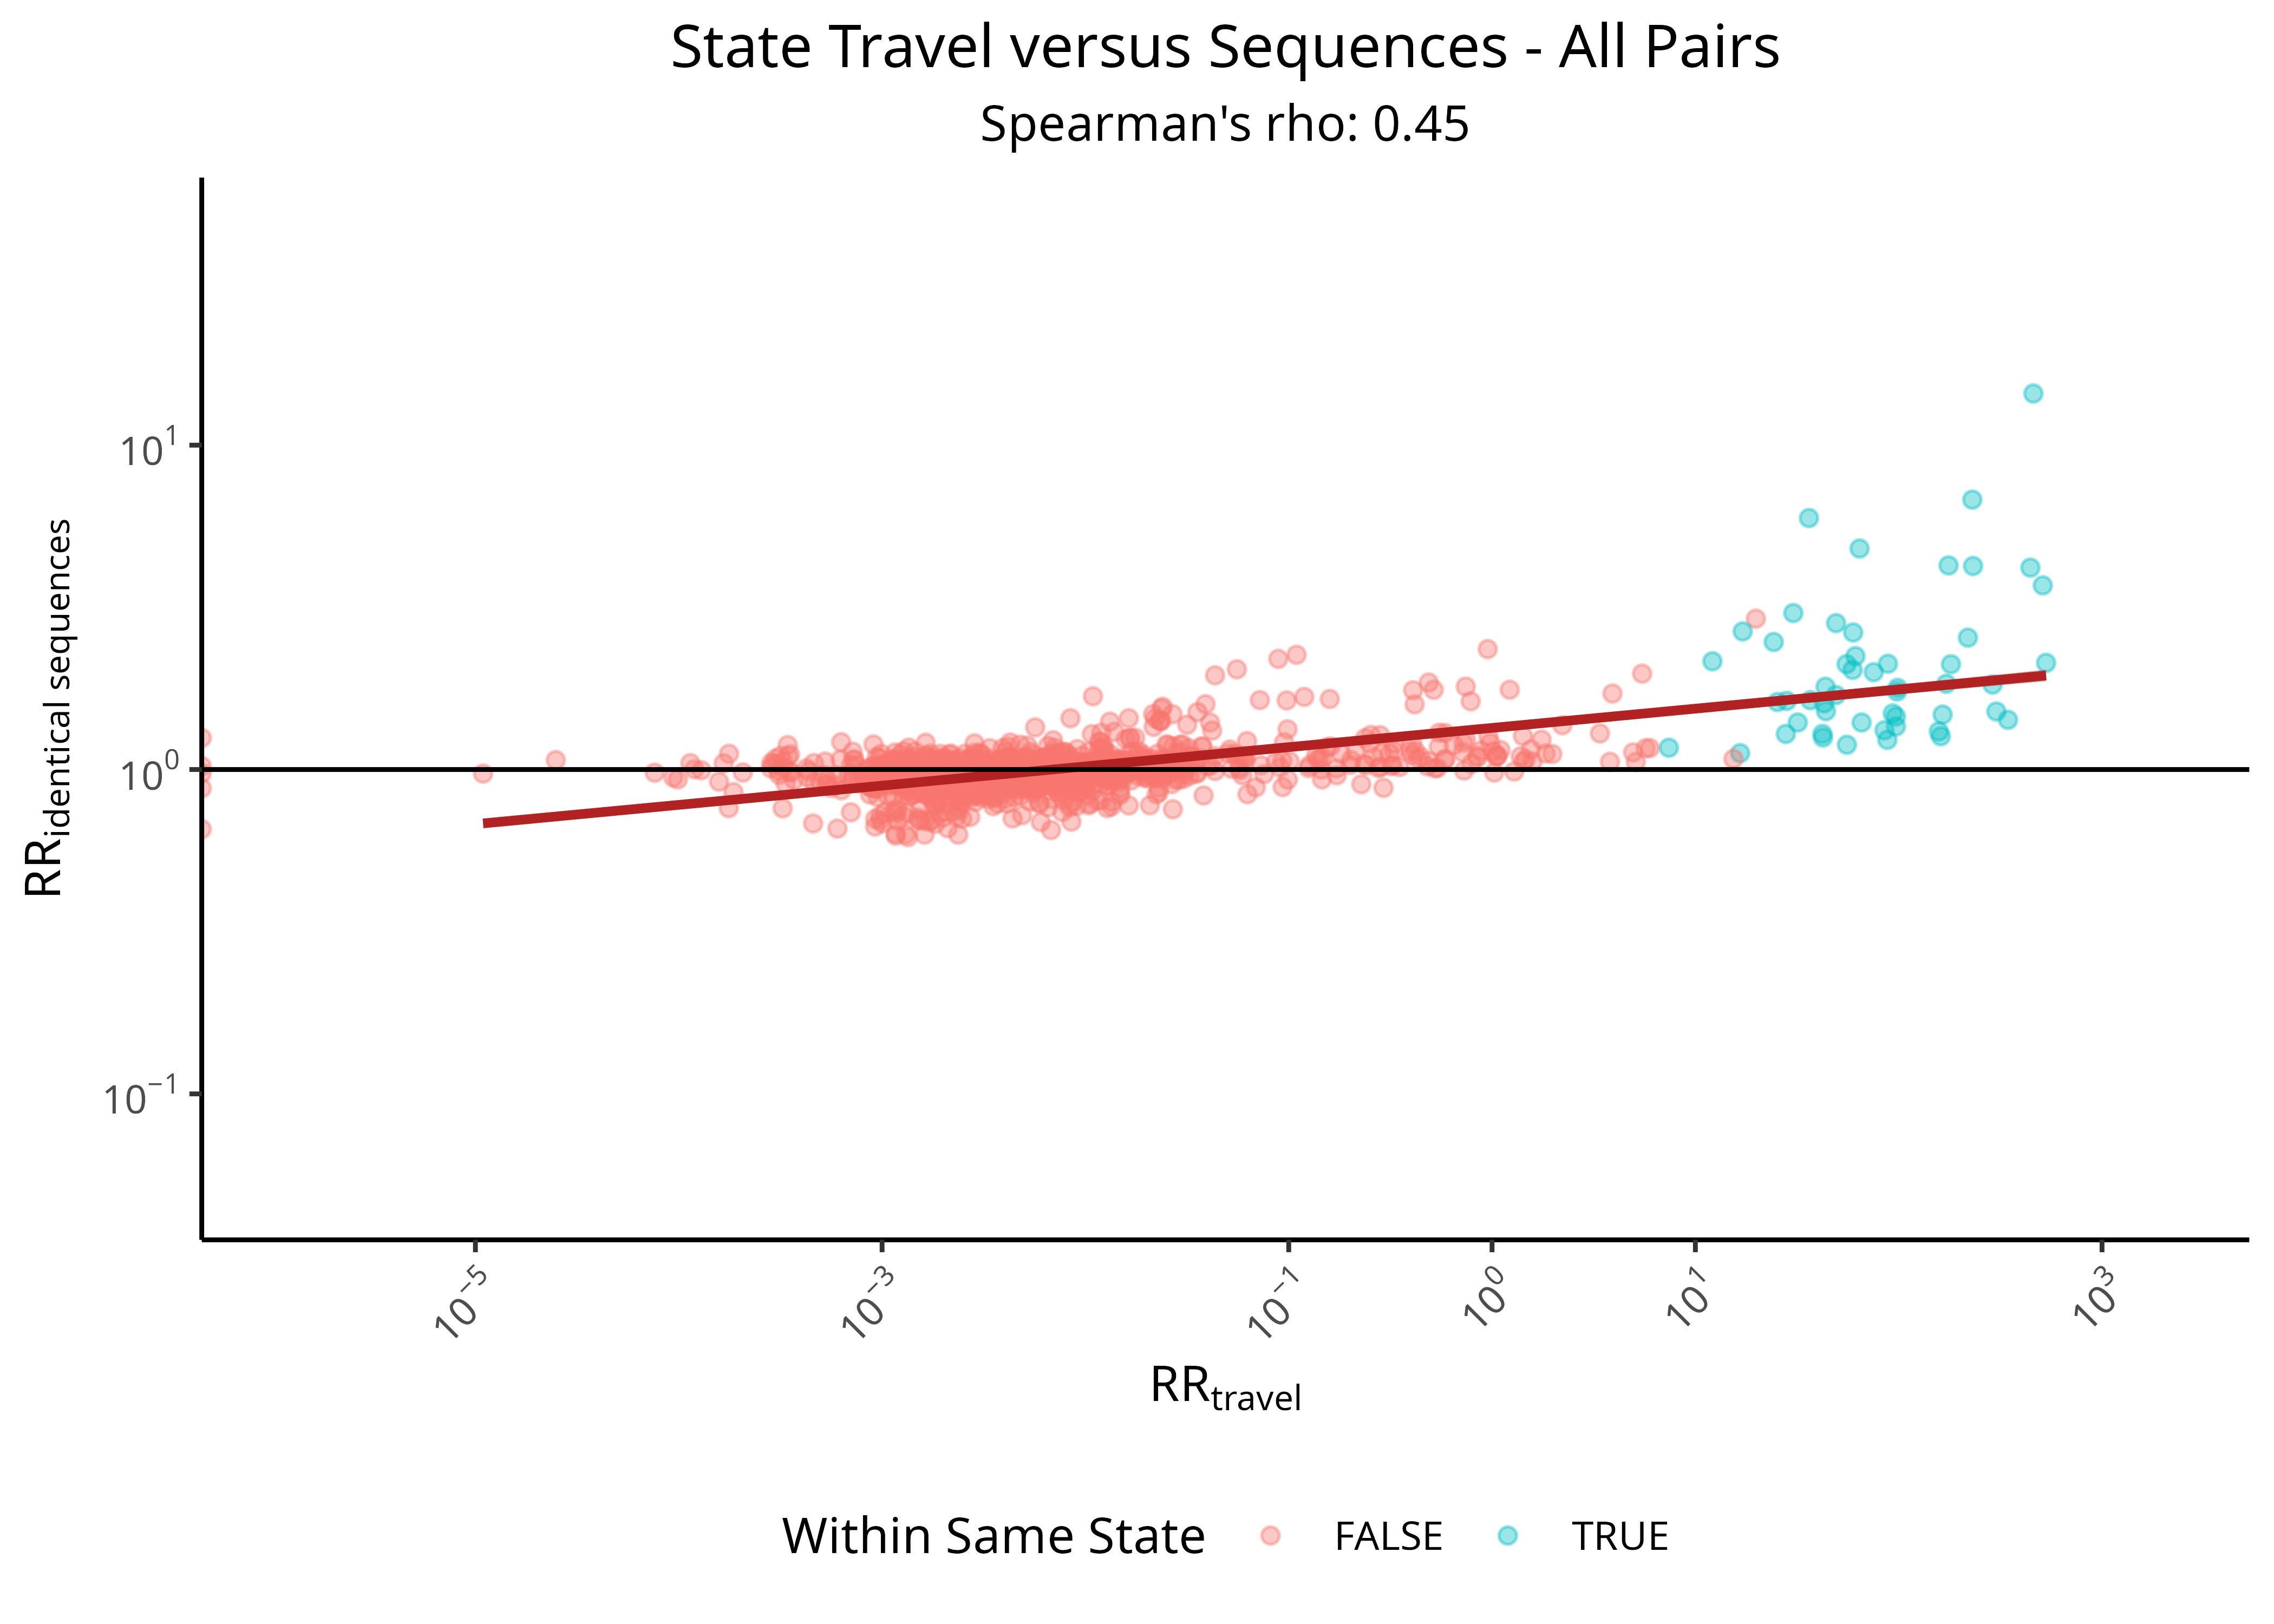 State Travel versus Sequences - All Pairs
Spearman's rho: 0.45
RR_identical sequences
10^1
10^0
10^−1
10^−5
10^−3
10^−1
10^0
10^1
10^3
RR_travel
Within Same State FALSE TRUE